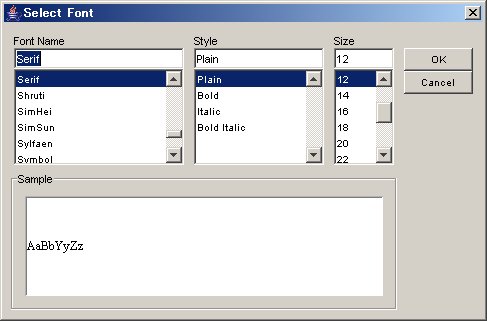 Select Font
Font Name Style Size
Serif Plain 12 OK
Serif Plain 12 Cancel
Shruti Bold 14
SimHei Italic 16
SimSun Bold Italic 18
Sylfaen 20
Symbol 22
Sample
AaBbYyZz